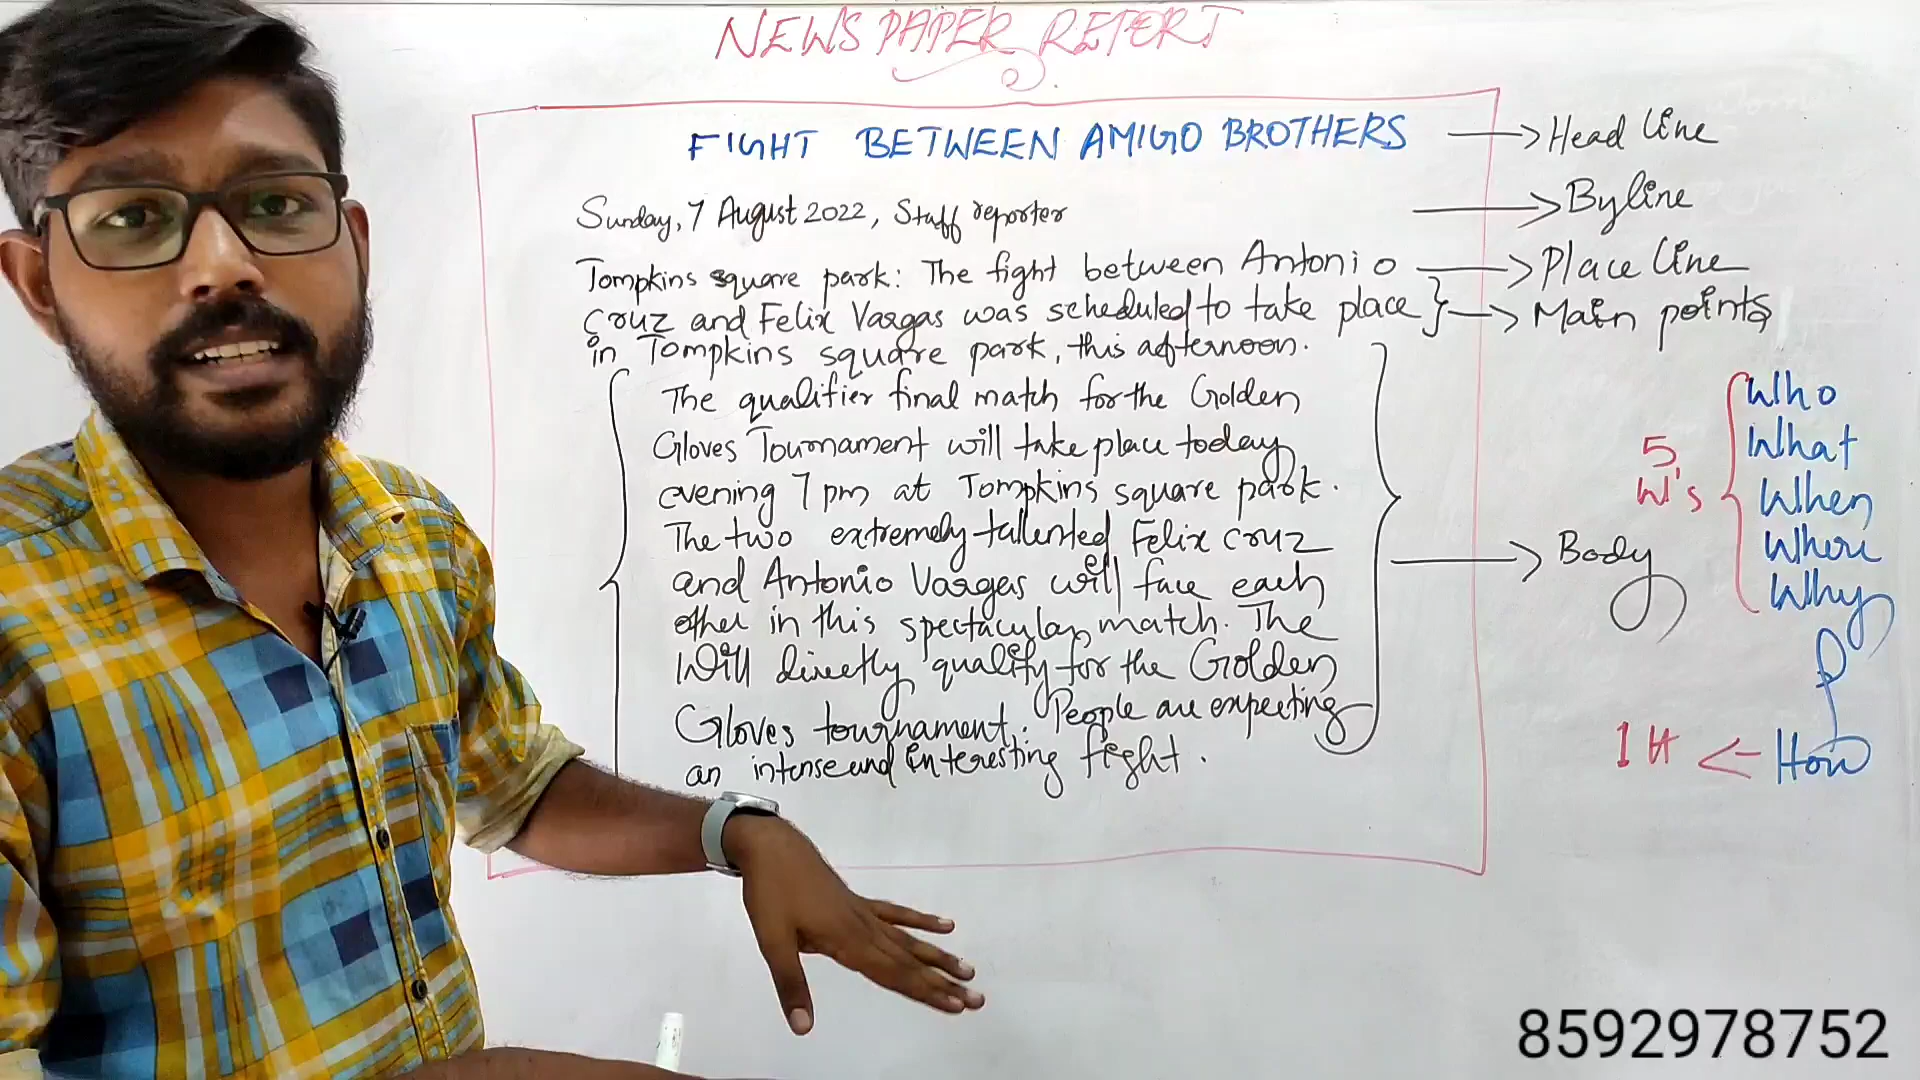 NEWSPAPER REPORT
FIGHT BETWEEN AMIGO BROTHERS
Head line
Sunday, 7 August 2022, Staff reporter
Byline
Tompkins square park: The fight between Antonio
Place line
Cruz and Felix Vargas was scheduled to take place
Main points
in Tompkins square park, this afternoon.
The qualifier final match for the Golden
Gloves Tournament will take place today
evening 7 pm at Tompkins square park.
The two extremely tallented Felix cruz
and Antonio Vargas will face each
other in this spectacular match. The
Will directly qualify for the Golden
Gloves tournament. People are expecting
an intense and interesting fight.
Body
5 W's
Who
What
When
Where
Why
1 H
How
8592978752